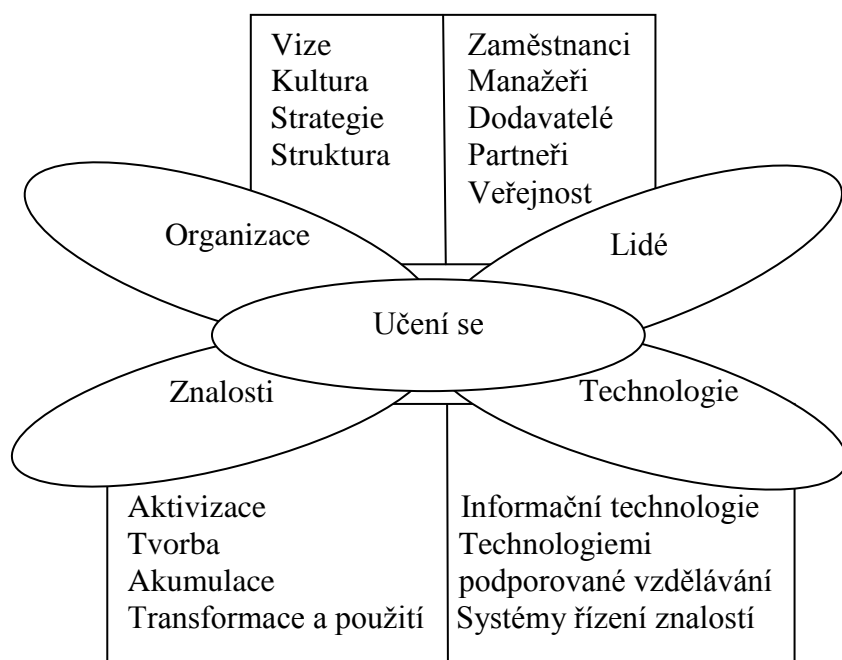 Vize
Kultura
Strategie
Struktura
Zaměstnanci
Manažeři
Dodavatelé
Partneři
Veřejnost
Organizace
Lidé
Učení se
Znalosti
Technologie
Aktivizace
Tvorba
Akumulace
Transformace a použití
Informační technologie
Technologiemi
podporované vzdělávání
Systémy řízení znalostí